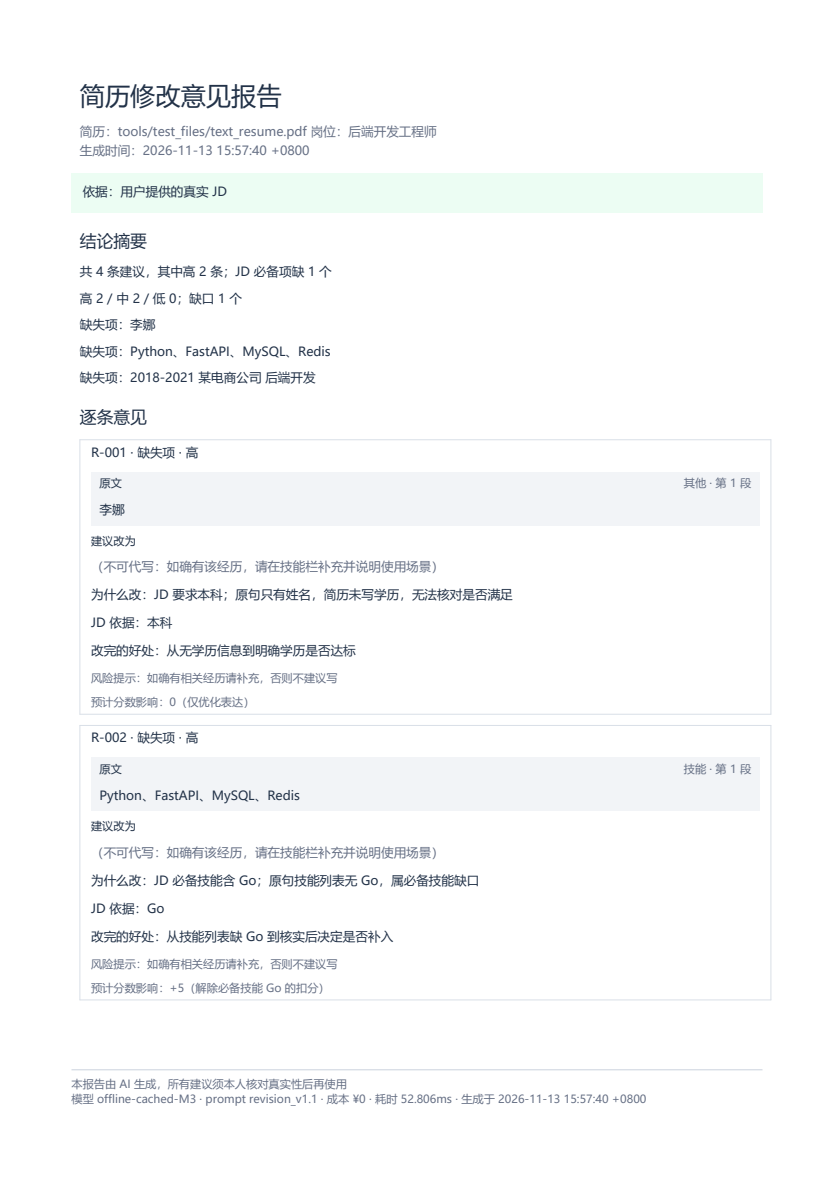 简历修改意见报告
简历：tools/test_files/text_resume.pdf 岗位：后端开发工程师
生成时间：2026-11-13 15:57:40 +0800
依据：用户提供的真实 JD
结论摘要
共 4 条建议，其中高 2 条；JD 必备项缺 1 个
高 2 / 中 2 / 低 0；缺口 1 个
缺失项：李娜
缺失项：Python、FastAPI、MySQL、Redis
缺失项：2018-2021 某电商公司 后端开发
逐条意见
R-001 · 缺失项 · 高
原文 其他 · 第 1 段
李娜
建议改为
（不可代写：如确有该经历，请在技能栏补充并说明使用场景）
为什么改：JD 要求本科；原句只有姓名，简历未写学历，无法核对是否满足
JD 依据：本科
改完的好处：从无学历信息到明确学历是否达标
风险提示：如确有相关经历请补充，否则不建议写
预计分数影响：0（仅优化表达）
R-002 · 缺失项 · 高
原文 技能 · 第 1 段
Python、FastAPI、MySQL、Redis
建议改为
（不可代写：如确有该经历，请在技能栏补充并说明使用场景）
为什么改：JD 必备技能含 Go；原句技能列表无 Go，属必备技能缺口
JD 依据：Go
改完的好处：从技能列表缺 Go 到核实后决定是否补入
风险提示：如确有相关经历请补充，否则不建议写
预计分数影响：+5（解除必备技能 Go 的扣分）
本报告由 AI 生成，所有建议须本人核对真实性后再使用
模型 offline-cached-M3 · prompt revision_v1.1 · 成本 ¥0 · 耗时 52.806ms · 生成于 2026-11-13 15:57:40 +0800